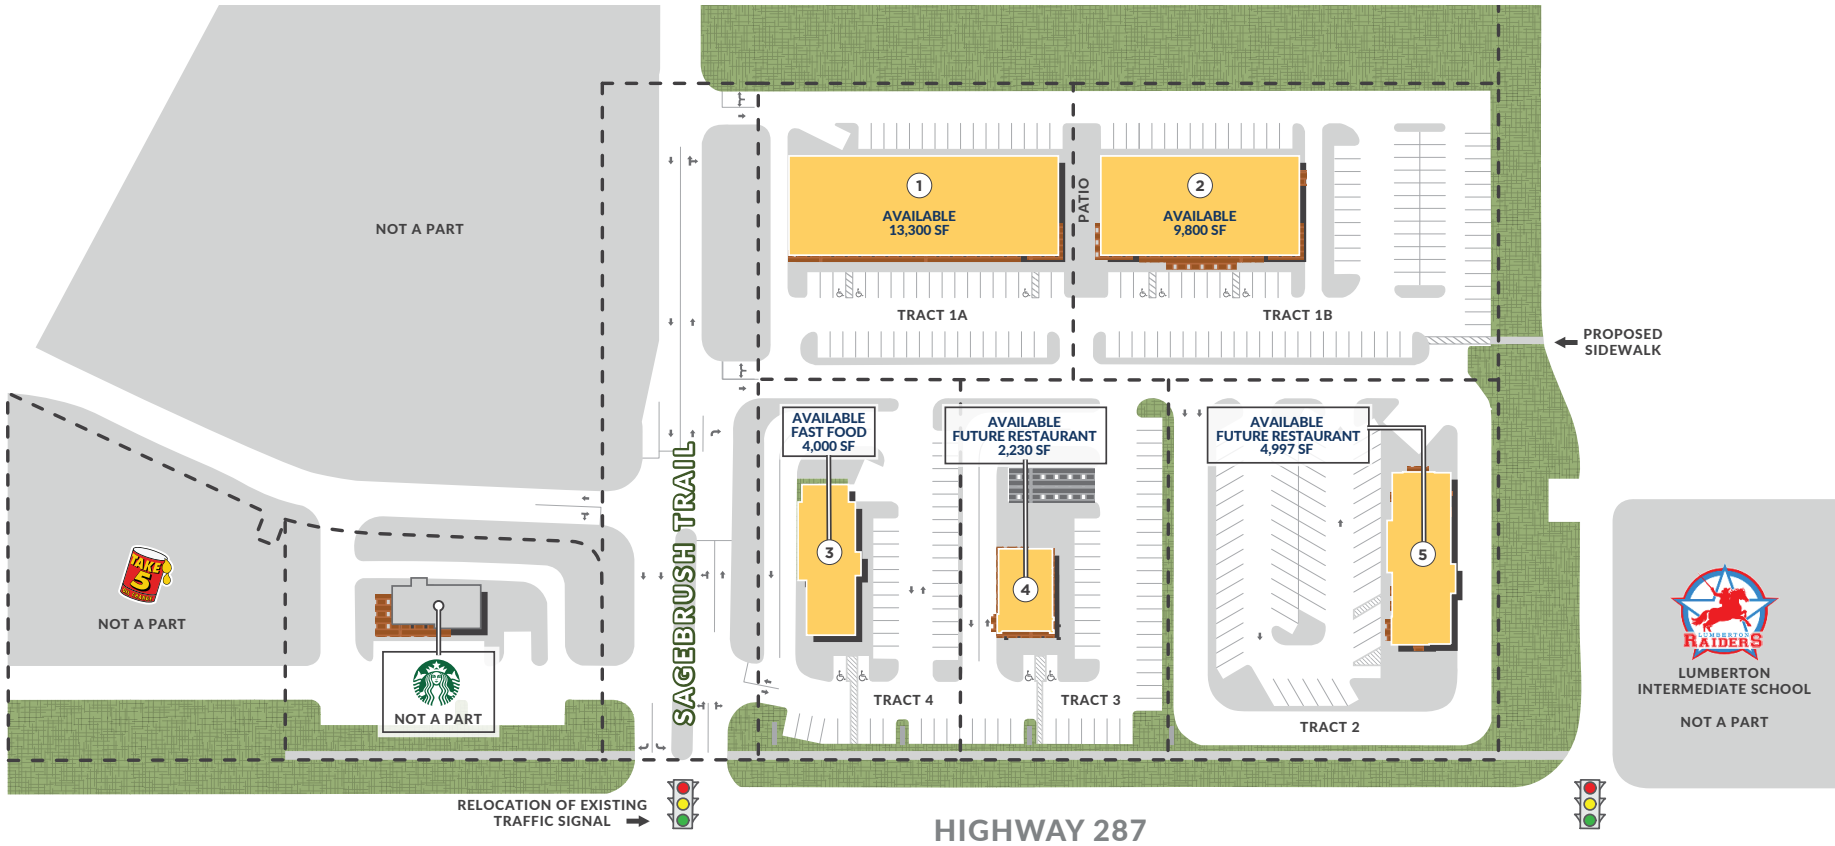 NOT A PART
1
AVAILABLE
13,300 SF
PATIO
2
AVAILABLE
9,800 SF
TRACT 1A
TRACT 1B
PROPOSED
SIDEWALK
AVAILABLE
FAST FOOD
4,000 SF
AVAILABLE
FUTURE RESTAURANT
2,230 SF
AVAILABLE
FUTURE RESTAURANT
4,997 SF
SAGEBRUSH TRAIL
3
4
5
TAKE
5
OIL CHANGE
NOT A PART
NOT A PART
TRACT 4
TRACT 3
TRACT 2
LUMBERTON
RAIDERS
LUMBERTON
INTERMEDIATE SCHOOL
NOT A PART
RELOCATION OF EXISTING
TRAFFIC SIGNAL
HIGHWAY 287